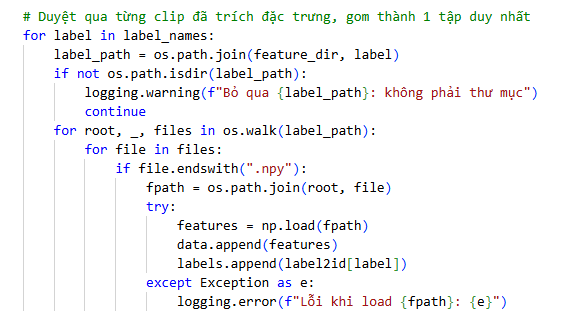 # Duyệt qua từng clip đã trích đặc trưng, gom thành 1 tập duy nhất
for label in label_names:
    label_path = os.path.join(feature_dir, label)
    if not os.path.isdir(label_path):
        logging.warning(f"Bỏ qua {label_path}: không phải thư mục")
        continue
    for root, _, files in os.walk(label_path):
        for file in files:
            if file.endswith(".npy"):
                fpath = os.path.join(root, file)
                try:
                    features = np.load(fpath)
                    data.append(features)
                    labels.append(label2id[label])
                except Exception as e:
                    logging.error(f"Lỗi khi load {fpath}: {e}")